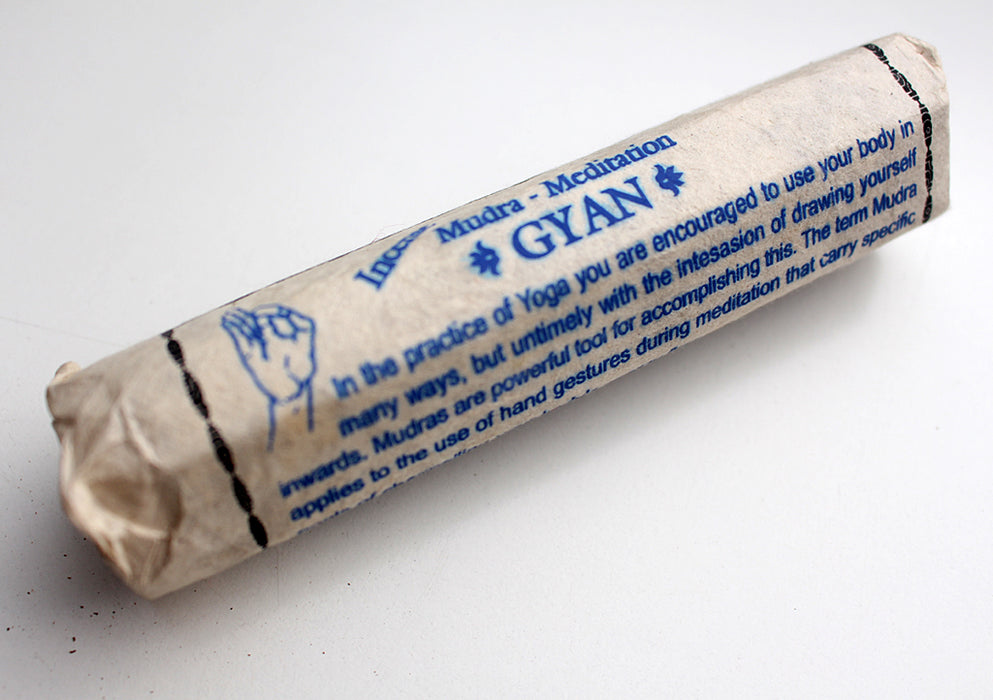 Mudra - Meditation
GYAN
In the practice of Yoga you are encouraged to use your body in
many ways, but untimely with the intesasion of drawing yourself
inwards. Mudras are powerful tool for accomplishing this. The term Mudra
applies to the use of hand gestures during meditation that carry specific